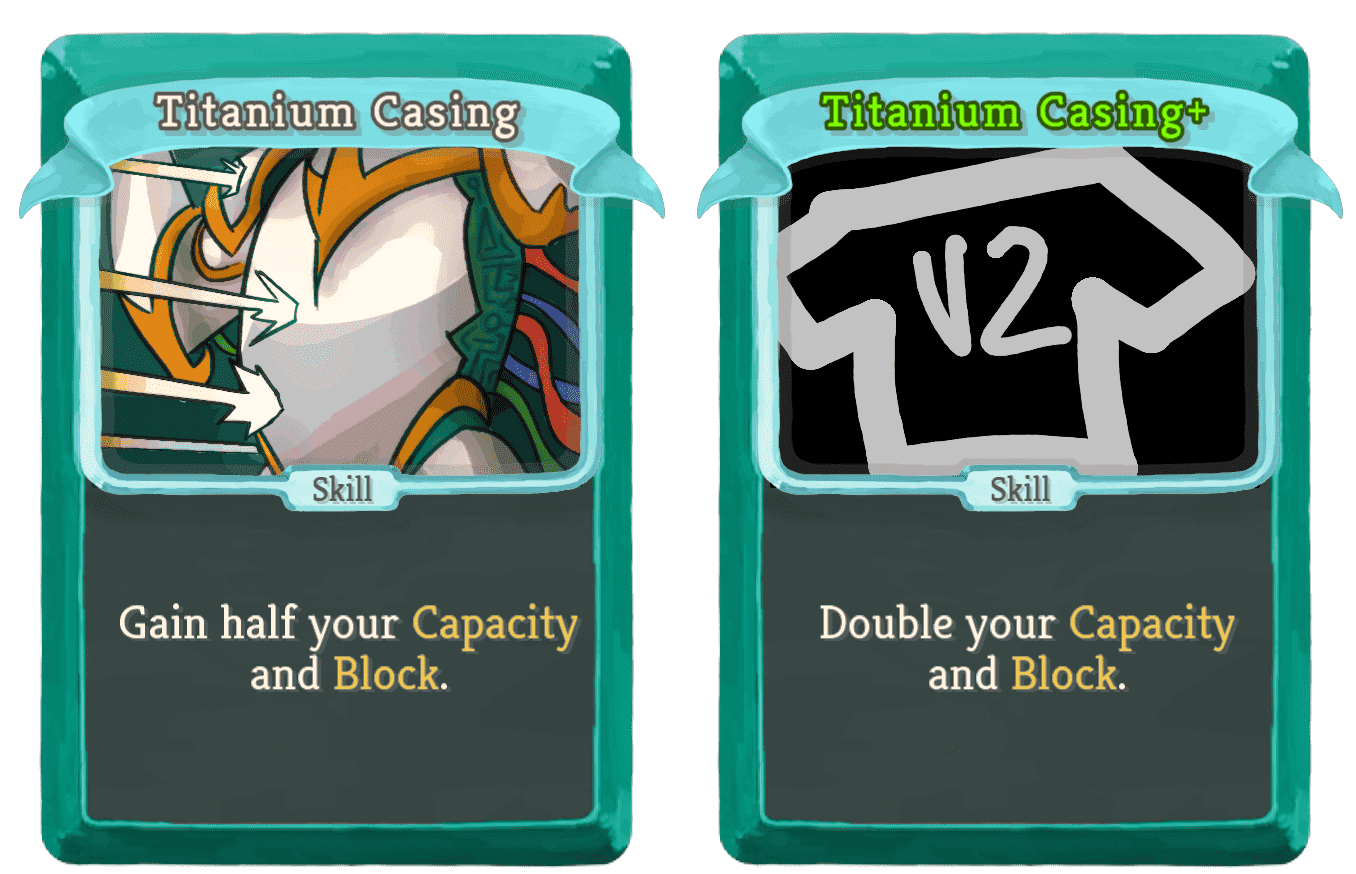 Titanium Casing
Skill
Gain half your Capacity
and Block.
Titanium Casing+
V2
Skill
Double your Capacity
and Block.